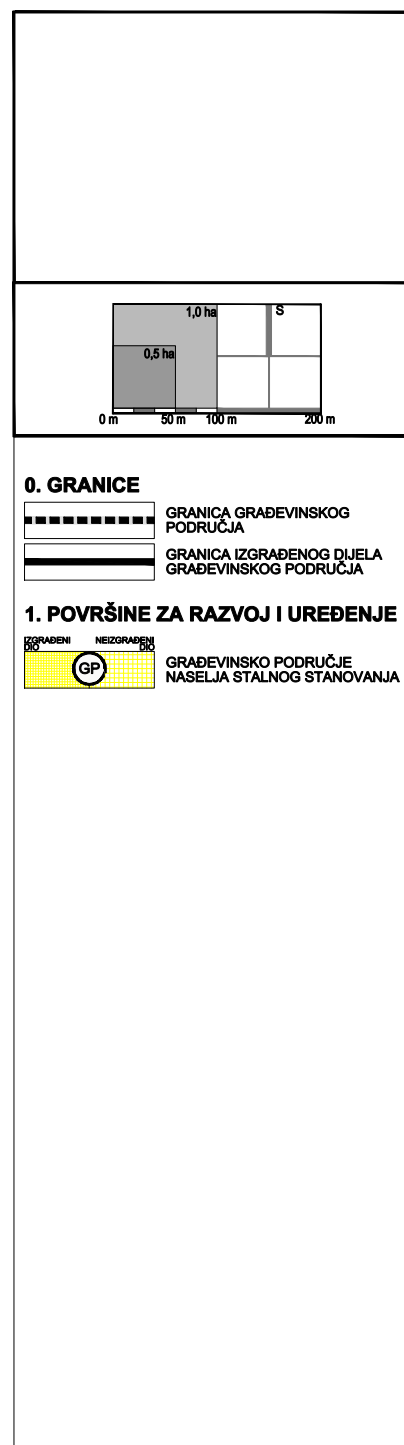 1,0 ha
S
0,5 ha
0 m 50 m 100 m 200 m
0. GRANICE
GRANICA GRAĐEVINSKOG
PODRUČJA
GRANICA IZGRAĐENOG DIJELA
GRAĐEVINSKOG PODRUČJA
1. POVRŠINE ZA RAZVOJ I UREĐENJE
IZGRAĐENI NEIZGRAĐENI
DIO DIO
GP
GRAĐEVINSKO PODRUČJE
NASELJA STALNOG STANOVANJA